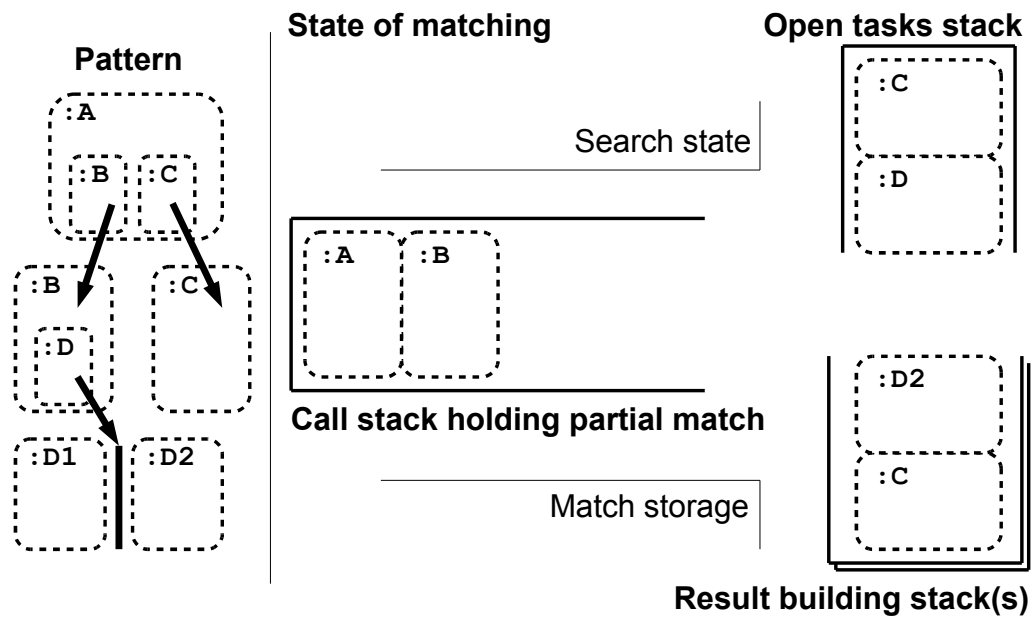 State of matching
Open tasks stack
Pattern
:A
:B :C
:B :C
:D
:D1 :D2
Search state
:C
:D
:A :B
Call stack holding partial match
Match storage
:D2
:C
Result building stack(s)